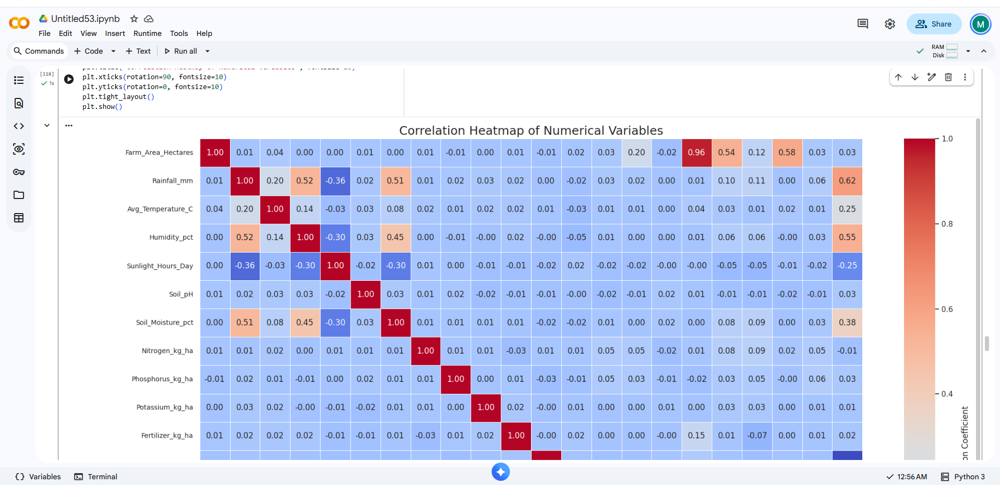 Untitled53.ipynb
File Edit View Insert Runtime Tools Help
Share
M
Commands + Code + Text Run all
RAM
Disk
[118]
1s
plt.xticks(rotation=90, fontsize=10)
plt.yticks(rotation=0, fontsize=10)
plt.tight_layout()
plt.show()
Correlation Heatmap of Numerical Variables
Farm_Area_Hectares 1.00 0.01 0.04 0.00 0.00 0.01 0.00 0.01 -0.01 0.00 0.01 -0.01 0.02 0.03 0.20 -0.02 0.96 0.54 0.12 0.58 0.03 0.03
Rainfall_mm 0.01 1.00 0.20 0.52 -0.36 0.02 0.51 0.01 0.02 0.03 0.02 0.00 -0.02 0.03 0.02 0.00 0.01 0.10 0.11 0.00 0.06 0.62
Avg_Temperature_C 0.04 0.20 1.00 0.14 -0.03 0.03 0.08 0.02 0.01 0.02 0.02 0.01 -0.03 0.01 0.01 0.00 0.04 0.03 0.01 0.02 0.01 0.25
Humidity_pct 0.00 0.52 0.14 1.00 -0.30 0.03 0.45 0.00 -0.01 -0.00 0.02 -0.00 -0.05 0.01 0.00 0.00 0.01 0.06 0.06 -0.00 0.03 0.55
Sunlight_Hours_Day 0.00 -0.36 -0.03 -0.30 1.00 -0.02 -0.30 0.01 0.00 -0.01 -0.01 -0.02 0.02 -0.02 -0.02 -0.00 -0.00 -0.05 -0.05 -0.01 -0.02 -0.25
Soil_pH 0.01 0.02 0.03 0.03 -0.02 1.00 0.03 0.01 0.02 -0.02 -0.01 -0.01 -0.00 -0.02 -0.01 0.02 0.01 -0.01 -0.01 -0.02 -0.01 0.03
Soil_Moisture_pct 0.00 0.51 0.08 0.45 -0.30 0.03 1.00 0.01 0.01 0.01 0.01 -0.02 -0.02 0.01 0.00 0.02 0.00 0.08 0.09 0.00 0.03 0.38
Nitrogen_kg_ha 0.01 0.01 0.02 0.00 0.01 0.01 0.01 1.00 0.01 0.01 -0.03 0.01 0.01 0.05 0.05 -0.02 0.01 0.08 0.09 0.02 0.05 -0.01
Phosphorus_kg_ha -0.01 0.02 0.01 -0.01 0.00 0.02 0.01 0.01 1.00 0.00 0.01 -0.03 -0.01 0.05 0.03 -0.01 -0.02 0.03 0.05 -0.00 0.06 0.03
Potassium_kg_ha 0.00 0.03 0.02 -0.00 -0.01 -0.02 0.01 0.01 0.00 1.00 0.02 -0.00 0.01 0.00 0.00 0.01 0.00 0.03 0.03 0.00 0.01 0.01
Fertilizer_kg_ha 0.01 0.02 0.02 0.02 -0.01 -0.01 0.01 -0.03 0.01 0.02 1.00 -0.00 0.02 0.00 0.00 -0.00 0.15 0.01 -0.07 0.00 0.01 0.02
1.0
0.8
0.6
0.4
on Coefficient
Variables Terminal
12:56 AM Python 3